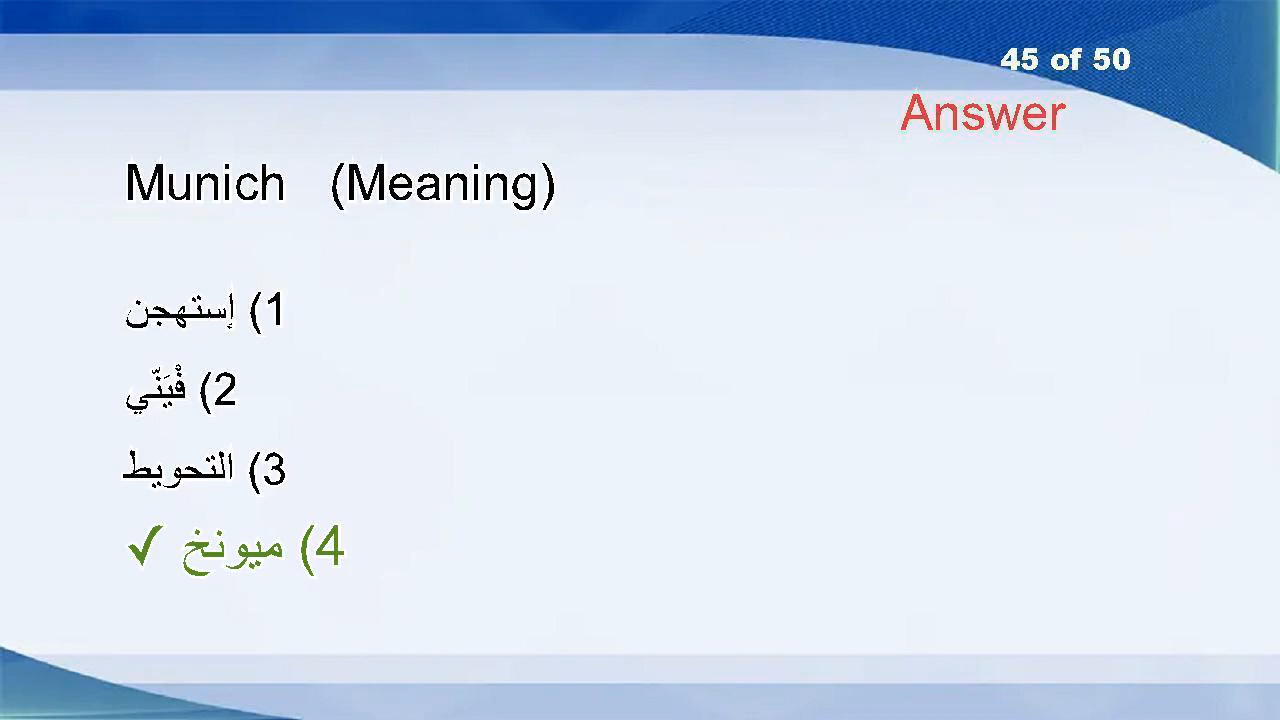 45 of 50
Answer
Munich (Meaning)
1) إستهجن
2) فْيَنّي
3) التحويط
4) ميونخ ✓